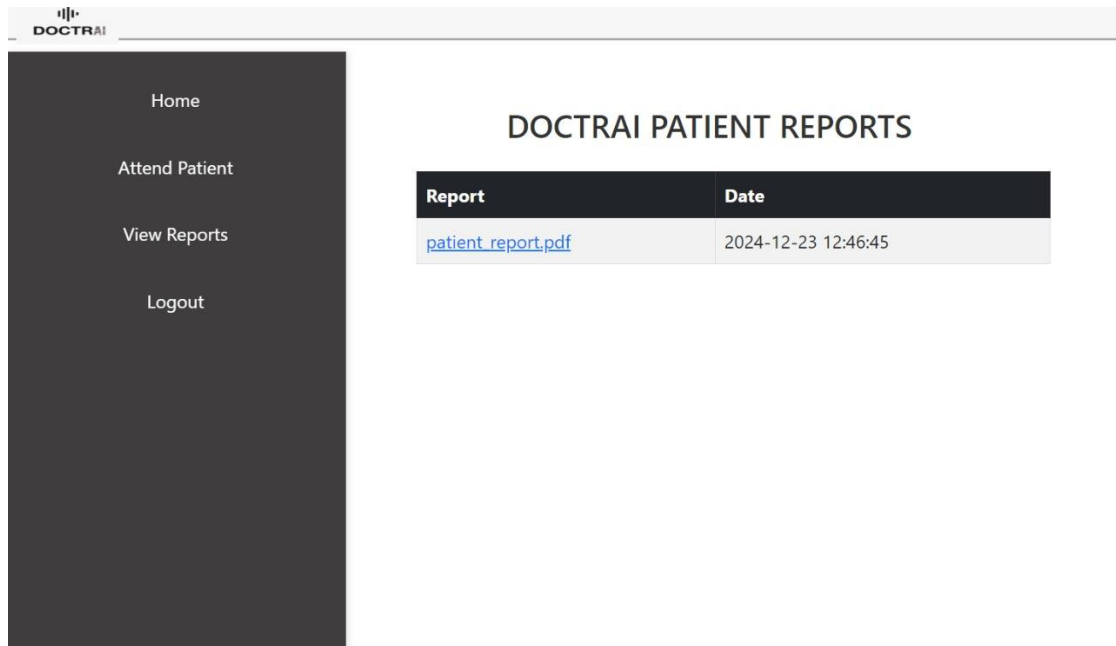 DOCTRAI
Home
Attend Patient
View Reports
Logout
DOCTRAI PATIENT REPORTS
Report Date
patient_report.pdf 2024-12-23 12:46:45